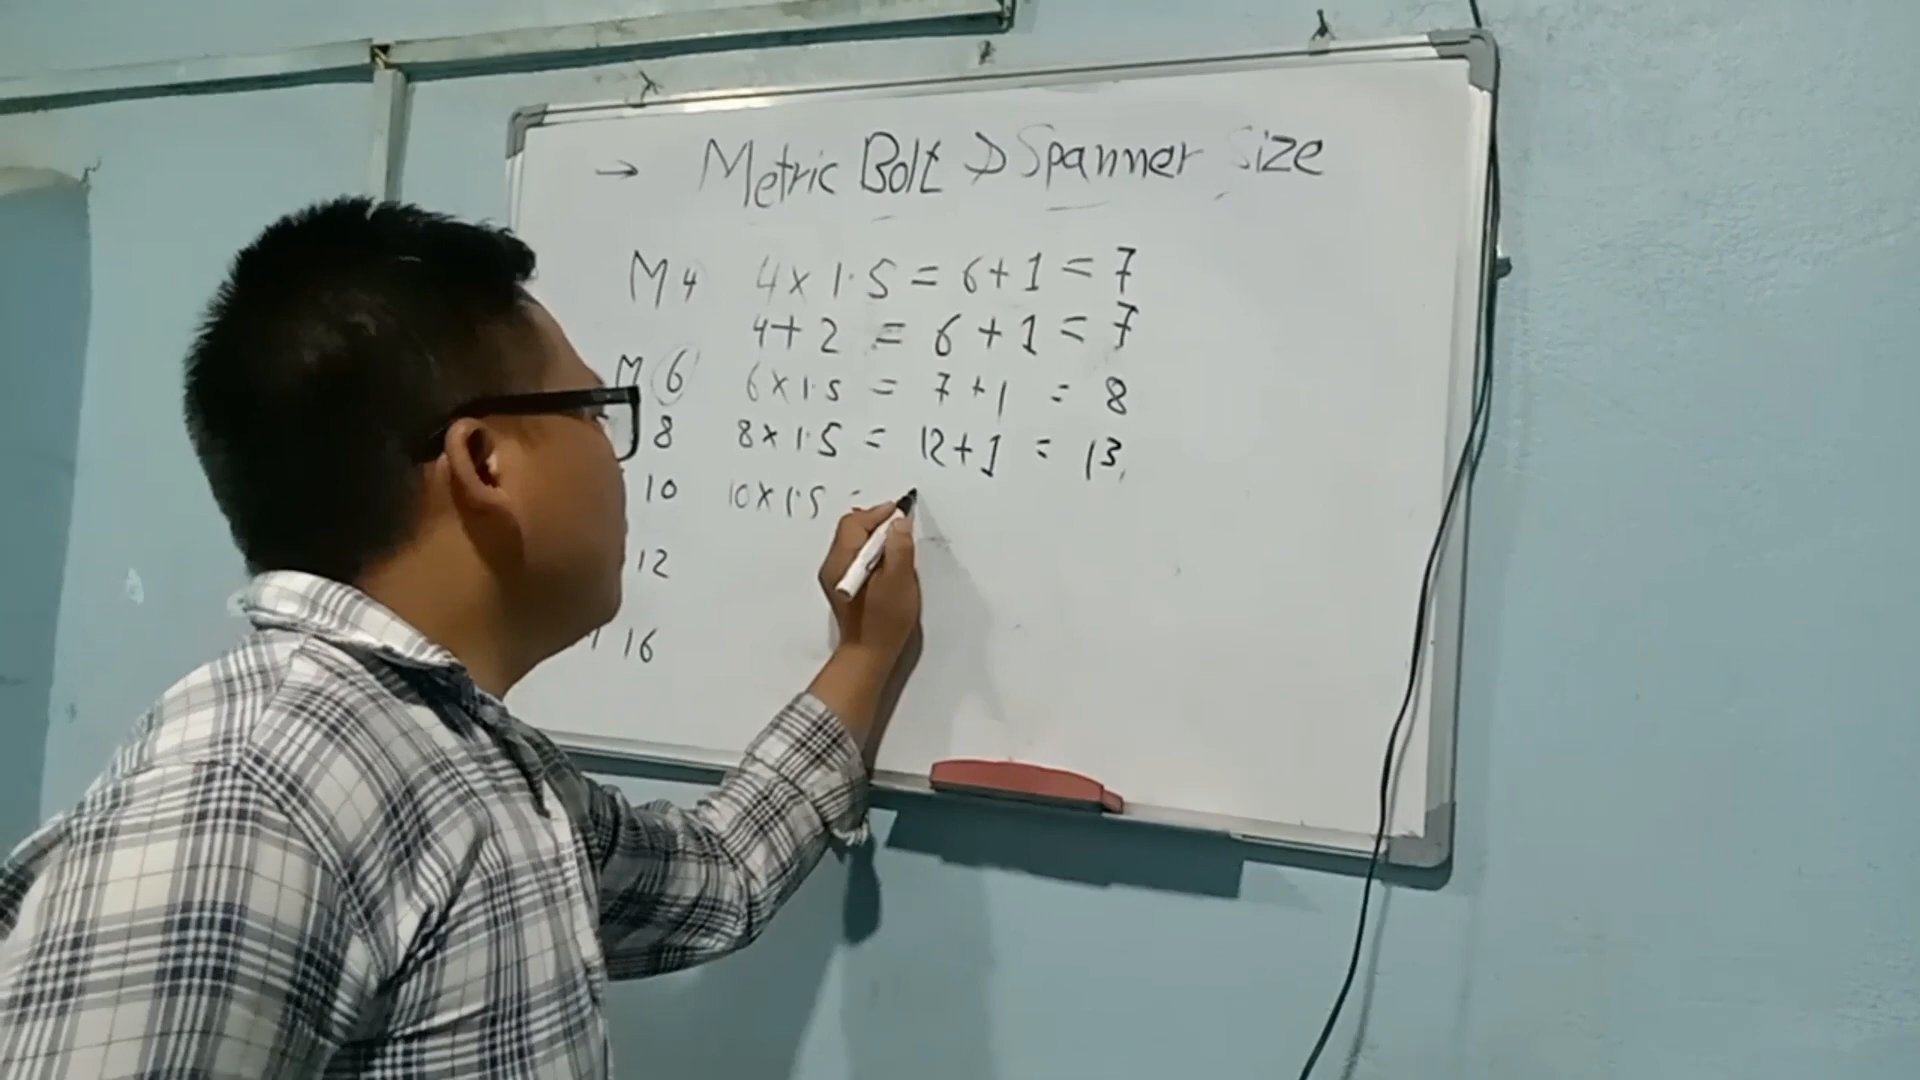 → Metric Bolt → Spanner Size
M4 4 x 1.5 = 6 + 1 = 7
4 + 2 = 6 + 1 = 7
M 6 6 x 1.5 = 7 + 1 = 8
8 8 x 1.5 = 12 + 1 = 13
10 10 x 1.5 =
12
16